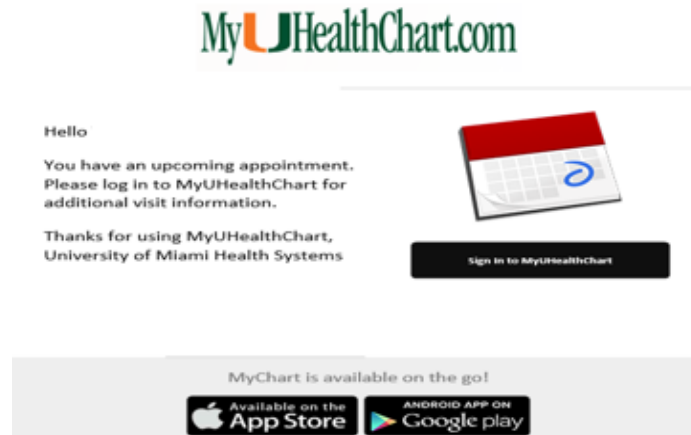 MyUHealthChart.com
Hello
You have an upcoming appointment.
Please log in to MyUHealthChart for
additional visit information.
Thanks for using MyUHealthChart,
University of Miami Health Systems
Sign in to MyUHealthChart
MyChart is available on the go!
Available on the
App Store
ANDROID APP ON
Google play